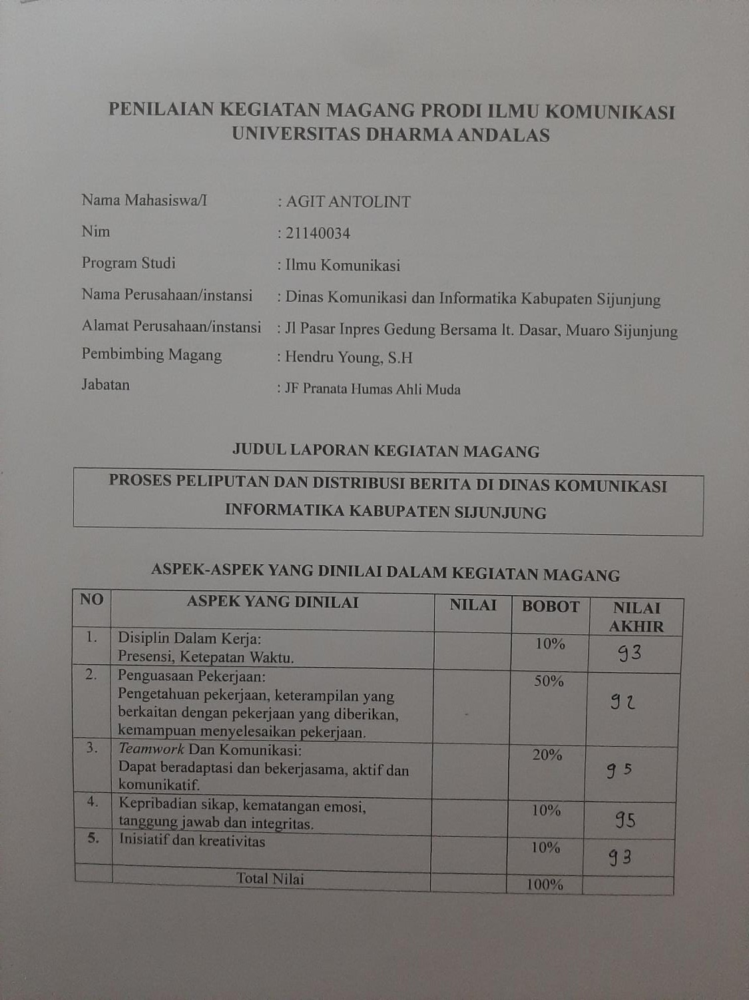 PENILAIAN KEGIATAN MAGANG PRODI ILMU KOMUNIKASI
UNIVERSITAS DHARMA ANDALAS
Nama Mahasiswa/I : AGIT ANTOLINT
Nim : 21140034
Program Studi : Ilmu Komunikasi
Nama Perusahaan/instansi : Dinas Komunikasi dan Informatika Kabupaten Sijunjung
Alamat Perusahaan/instansi : Jl Pasar Inpres Gedung Bersama lt. Dasar, Muaro Sijunjung
Pembimbing Magang : Hendru Young, S.H
Jabatan : JF Pranata Humas Ahli Muda
JUDUL LAPORAN KEGIATAN MAGANG
PROSES PELIPUTAN DAN DISTRIBUSI BERITA DI DINAS KOMUNIKASI
INFORMATIKA KABUPATEN SIJUNJUNG
ASPEK-ASPEK YANG DINILAI DALAM KEGIATAN MAGANG
NO ASPEK YANG DINILAI NILAI BOBOT NILAI
AKHIR
1. Disiplin Dalam Kerja: 10% 93
Presensi, Ketepatan Waktu.
2. Penguasaan Pekerjaan: 50%
Pengetahuan pekerjaan, keterampilan yang 92
berkaitan dengan pekerjaan yang diberikan,
kemampuan menyelesaikan pekerjaan.
3. Teamwork Dan Komunikasi: 20%
Dapat beradaptasi dan bekerjasama, aktif dan 95
komunikatif.
4. Kepribadian sikap, kematangan emosi, 10% 95
tanggung jawab dan integritas.
5. Inisiatif dan kreativitas 10% 93
Total Nilai 100%